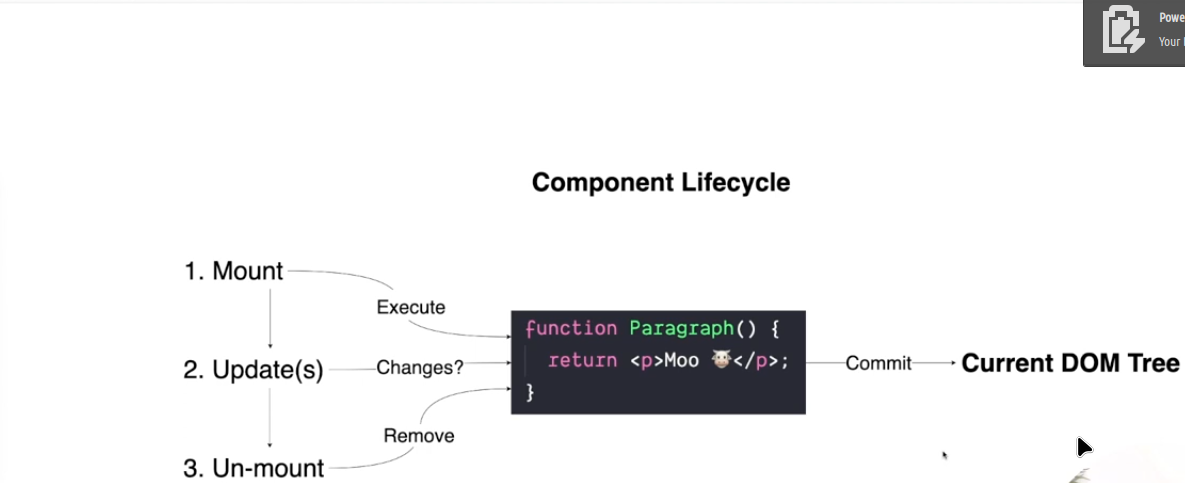 Powe
Your
Component Lifecycle
1. Mount
Execute
function Paragraph() {
2. Update(s)
Changes?
return <p>Moo 🐮</p>;
Commit
Current DOM Tree
}
Remove
3. Un-mount